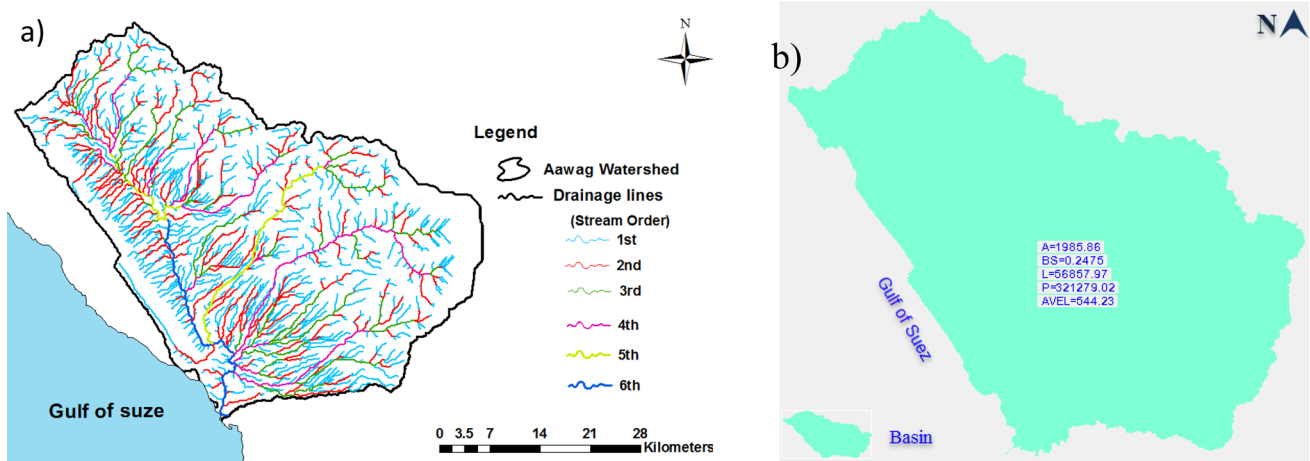 a)
N
Legend
Aawag Watershed
Drainage lines
(Stream Order)
1st
2nd
3rd
4th
5th
6th
Gulf of suze
0 3.5 7 14 21 28
Kilometers
b)
N
A=1985.86
BS=0.2475
L=56857.97
P=321279.02
AVEL=544.23
Gulf of Suez
Basin